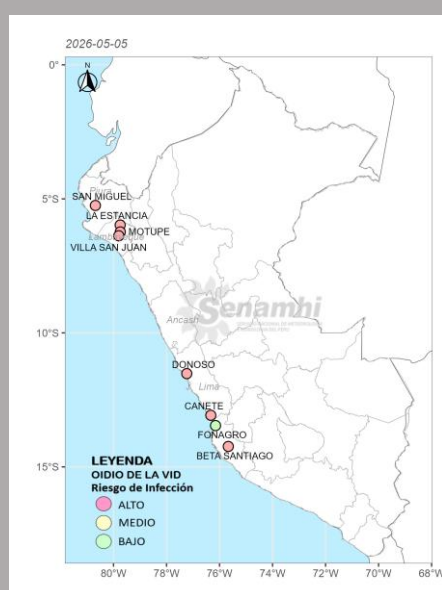 2026-05-05
N
0°
5°S
10°S
15°S
Piura
SAN MIGUEL
LA ESTANCIA
MOTUPE
Lambayeque
VILLA SAN JUAN
Senamhi
Ancash
DONOSO
Lima
CAÑETE
FONAGRO
BETA SANTIAGO
LEYENDA
OIDIO DE LA VID
Riesgo de Infección
ALTO
MEDIO
BAJO
80°W 78°W 76°W 74°W 72°W 70°W 68°W